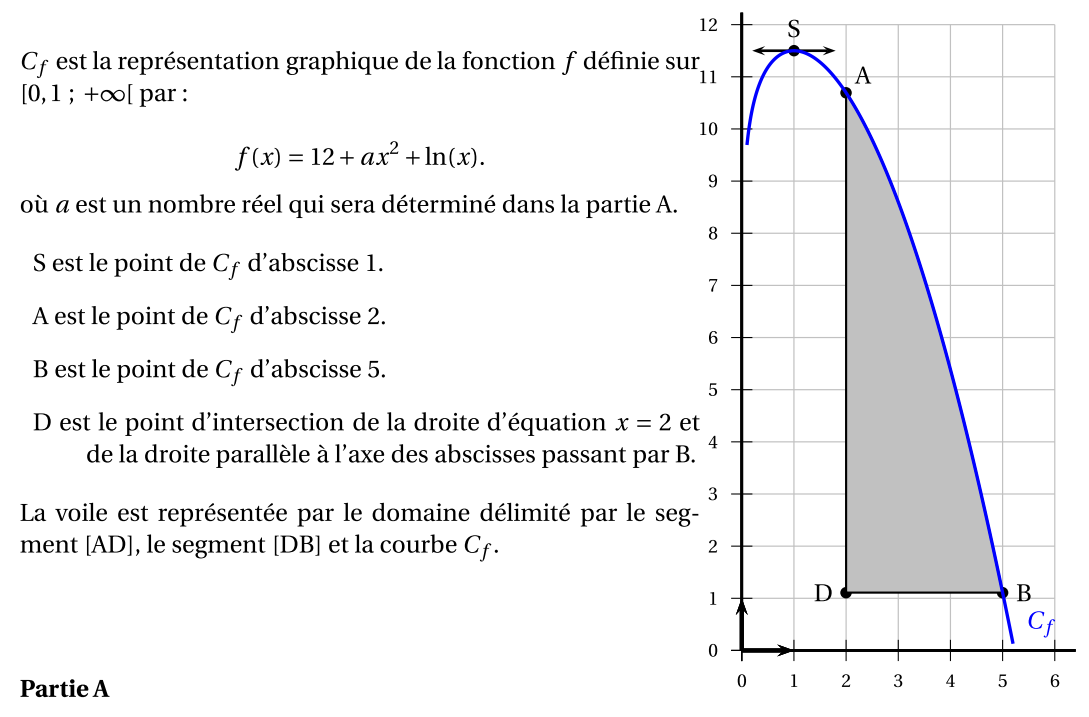 C_f est la représentation graphique de la fonction f définie sur
[0,1 ; +∞[ par :
f(x) = 12 + ax² + ln(x).
où a est un nombre réel qui sera déterminé dans la partie A.
S est le point de C_f d'abscisse 1.
A est le point de C_f d'abscisse 2.
B est le point de C_f d'abscisse 5.
D est le point d'intersection de la droite d'équation x = 2 et
de la droite parallèle à l'axe des abscisses passant par B.
La voile est représentée par le domaine délimité par le seg-
ment [AD], le segment [DB] et la courbe C_f.
Partie A
12
11
10
9
8
7
6
5
4
3
2
1
0
0 1 2 3 4 5 6
S
A
D
B
C_f